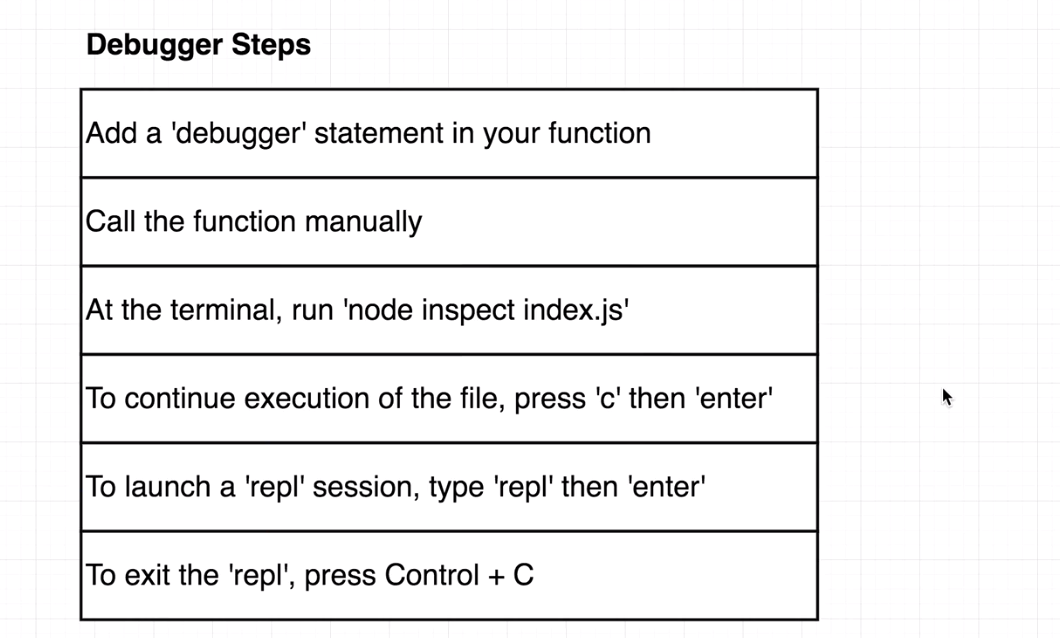 Debugger Steps
Add a 'debugger' statement in your function
Call the function manually
At the terminal, run 'node inspect index.js'
To continue execution of the file, press 'c' then 'enter'
To launch a 'repl' session, type 'repl' then 'enter'
To exit the 'repl', press Control + C